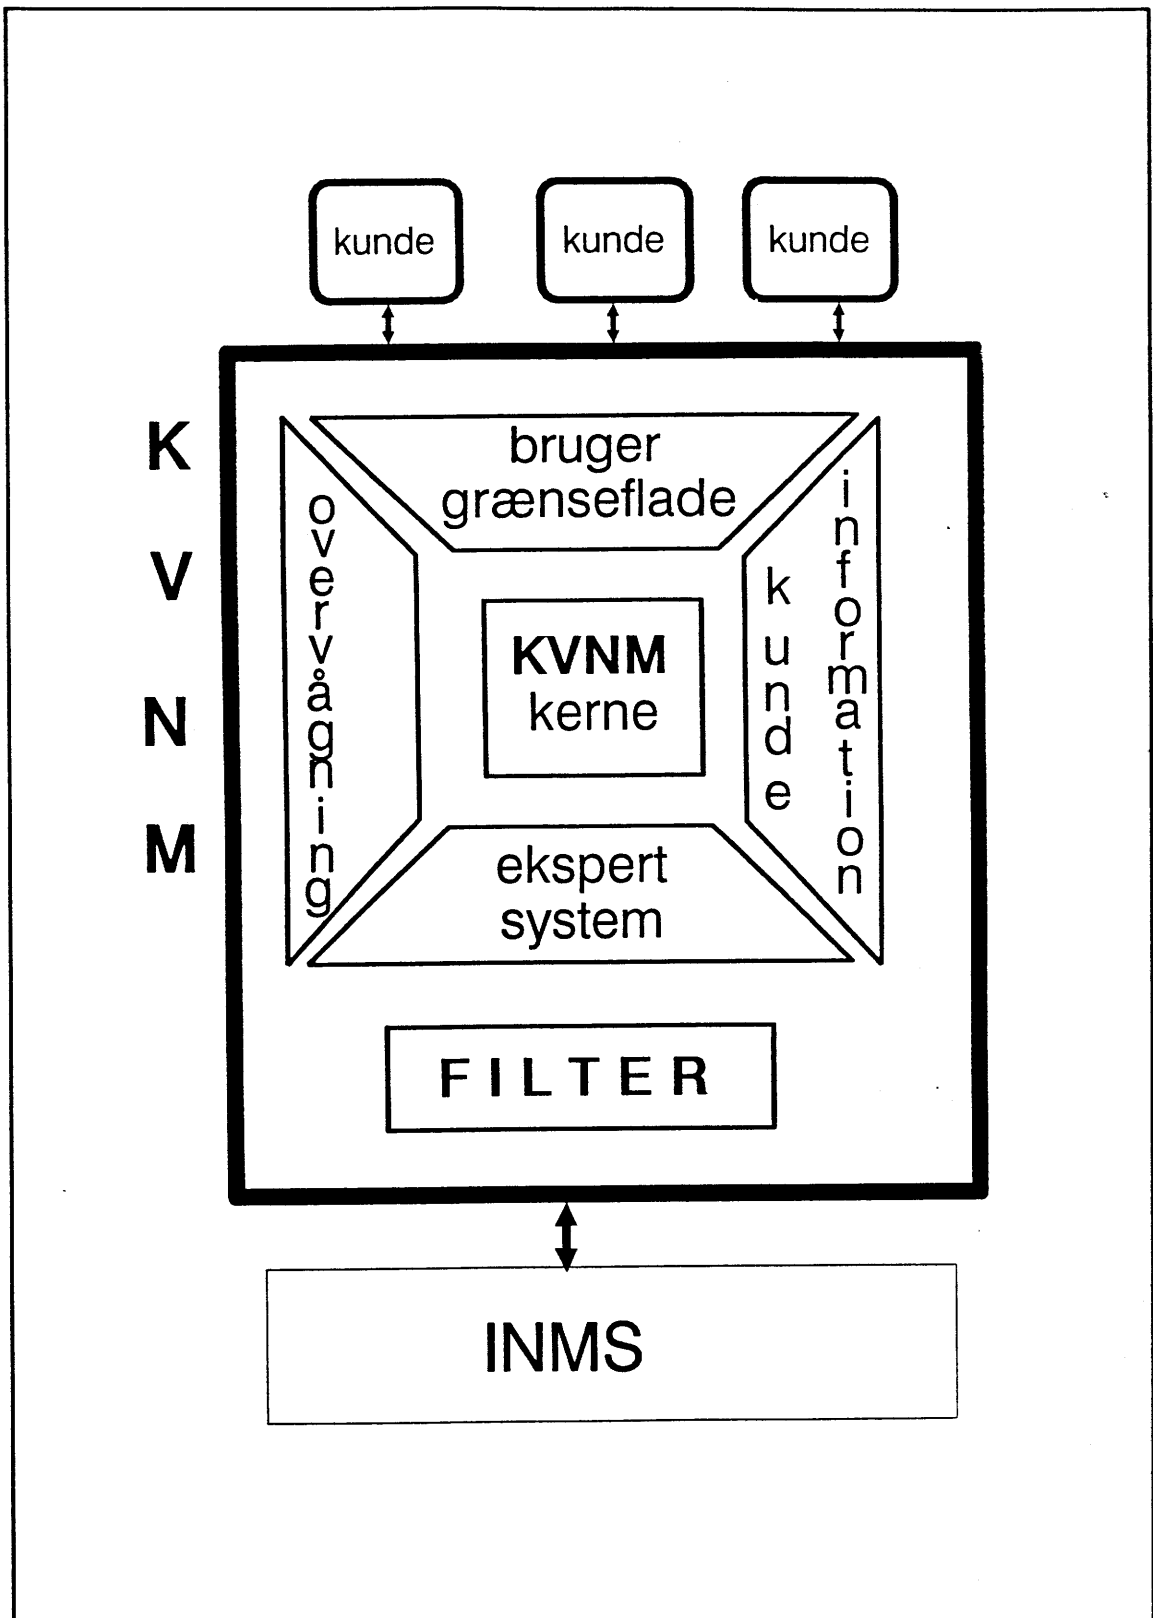 kunde
kunde
kunde
K
V
N
M
bruger
grænseflade
overvågning
KVNM
kerne
kunde
information
ekspert
system
FILTER
INMS